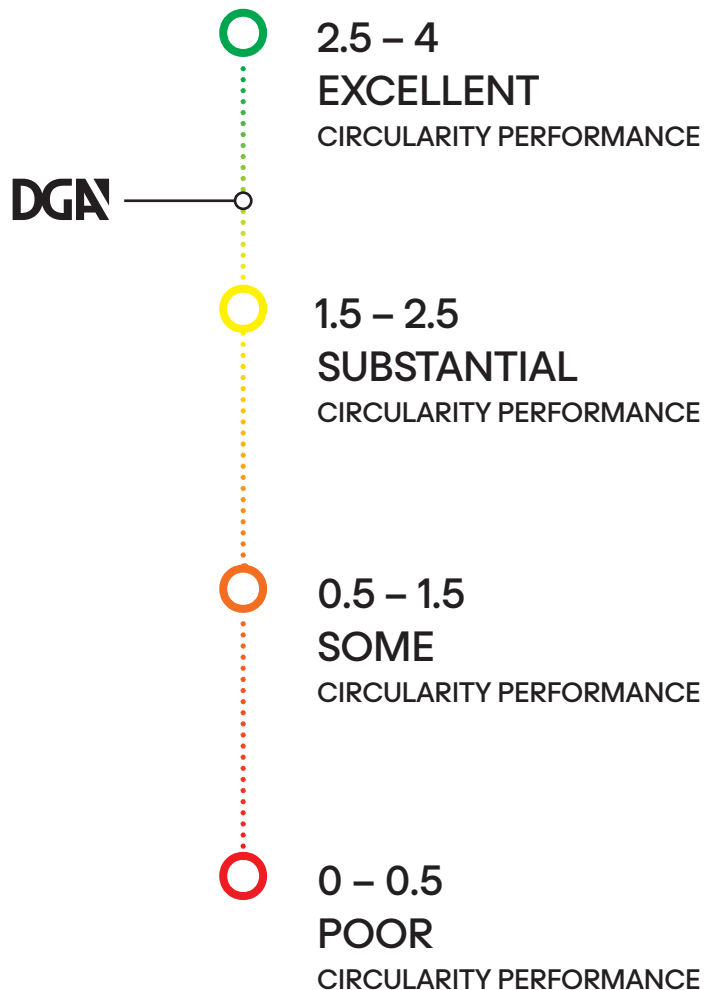 2.5 – 4
EXCELLENT
CIRCULARITY PERFORMANCE
DGA
1.5 – 2.5
SUBSTANTIAL
CIRCULARITY PERFORMANCE
0.5 – 1.5
SOME
CIRCULARITY PERFORMANCE
0 – 0.5
POOR
CIRCULARITY PERFORMANCE